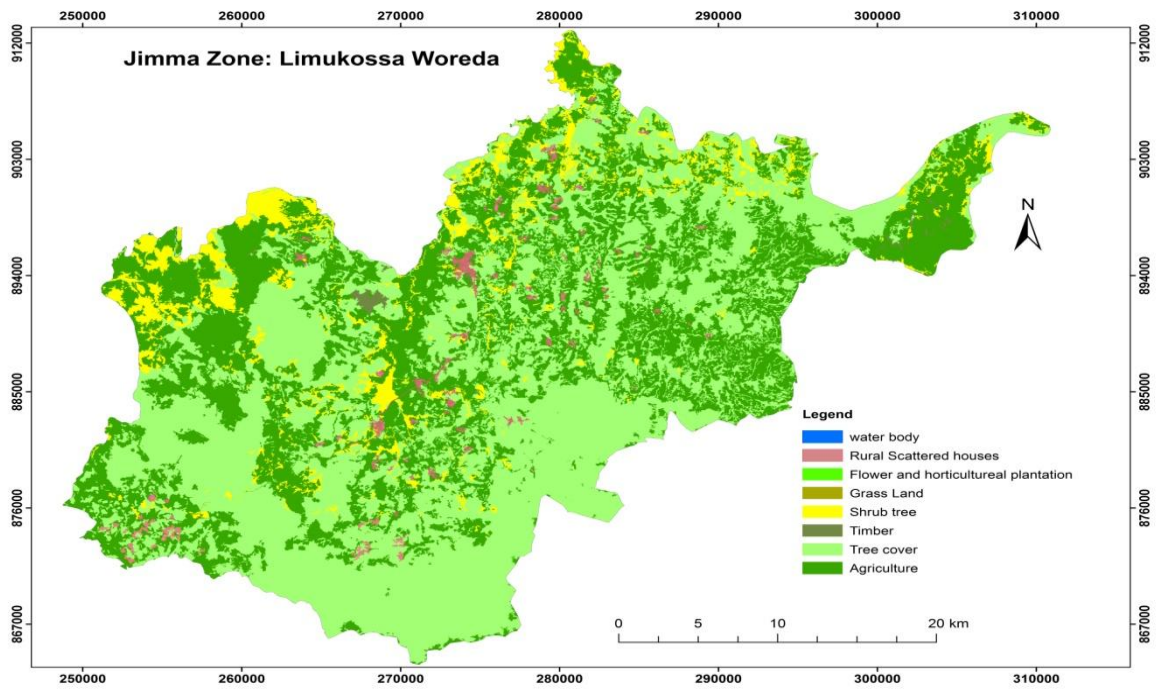 250000 260000 270000 280000 290000 300000 310000
Jimma Zone: Limukossa Woreda
912000 912000
903000 903000
N
894000 894000
885000 885000
Legend
water body
Rural Scattered houses
Flower and horticultureal plantation
Grass Land
876000 876000
Shrub tree
Timber
Tree cover
Agriculture
867000 867000
0 5 10 20 km
250000 260000 270000 280000 290000 300000 310000